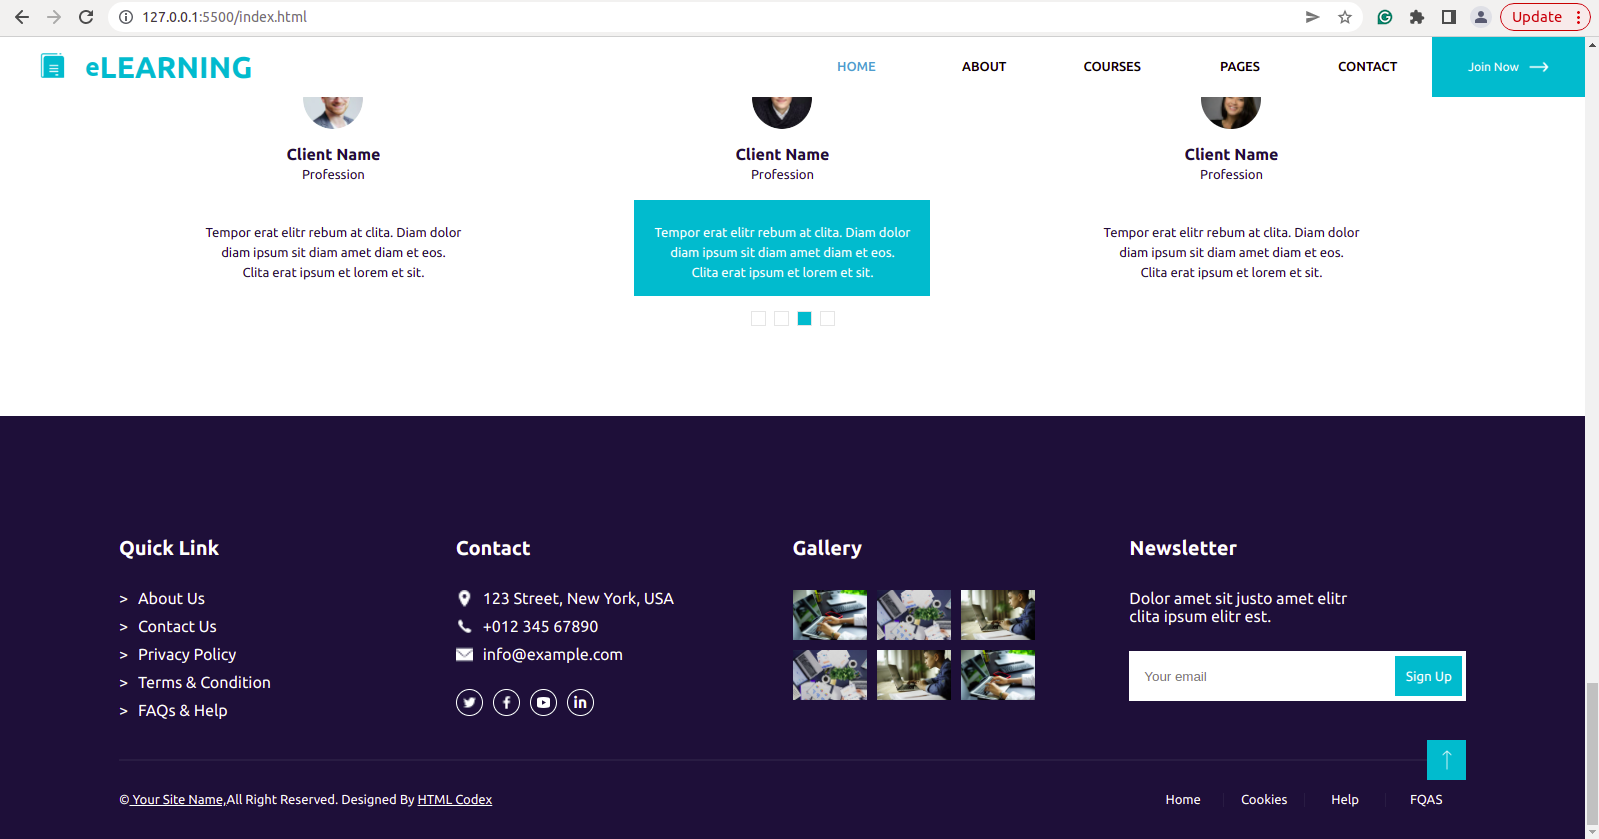 127.0.0.1:5500/index.html
Update
eLEARNING
HOME ABOUT COURSES PAGES CONTACT Join Now
Client Name Client Name Client Name
Profession Profession Profession
Tempor erat elitr rebum at clita. Diam dolor
diam ipsum sit diam amet diam et eos.
Clita erat ipsum et lorem et sit.
Tempor erat elitr rebum at clita. Diam dolor
diam ipsum sit diam amet diam et eos.
Clita erat ipsum et lorem et sit.
Tempor erat elitr rebum at clita. Diam dolor
diam ipsum sit diam amet diam et eos.
Clita erat ipsum et lorem et sit.
Quick Link
> About Us
> Contact Us
> Privacy Policy
> Terms & Condition
> FAQs & Help
Contact
123 Street, New York, USA
+012 345 67890
info@example.com
Gallery
Newsletter
Dolor amet sit justo amet elitr
clita ipsum elitr est.
Your email
Sign Up
© Your Site Name,All Right Reserved. Designed By HTML Codex
Home Cookies Help FQAS